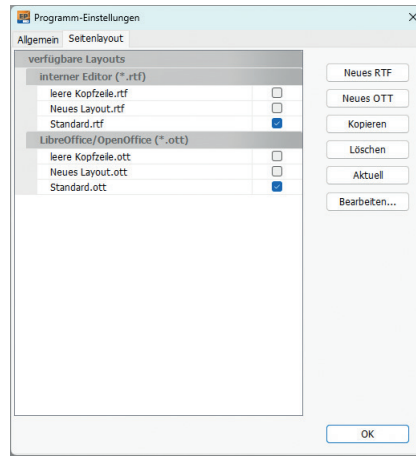 EP Programm-Einstellungen
Allgemein Seitenlayout
verfügbare Layouts
interner Editor (*.rtf)
leere Kopfzeile.rtf
Neues Layout.rtf
Standard.rtf
LibreOffice/OpenOffice (*.ott)
leere Kopfzeile.ott
Neues Layout.ott
Standard.ott
Neues RTF
Neues OTT
Kopieren
Löschen
Aktuell
Bearbeiten...
OK